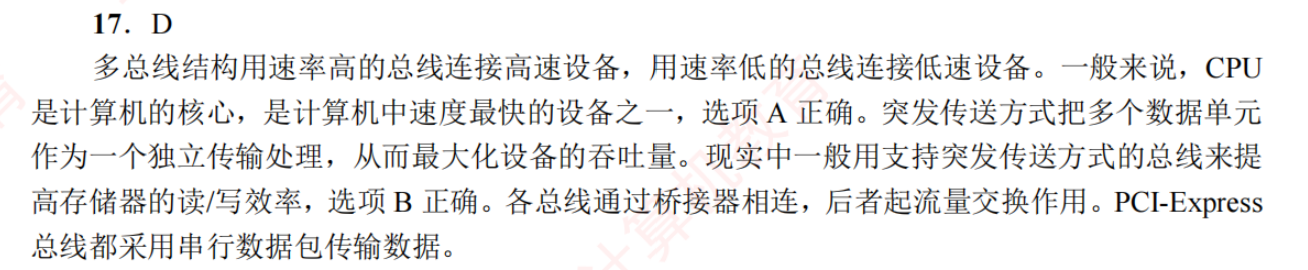 17．D
多总线结构用速率高的总线连接高速设备，用速率低的总线连接低速设备。一般来说，CPU
是计算机的核心，是计算机中速度最快的设备之一，选项 A 正确。突发传送方式把多个数据单元
作为一个独立传输处理，从而最大化设备的吞吐量。现实中一般用支持突发传送方式的总线来提
高存储器的读/写效率，选项 B 正确。各总线通过桥接器相连，后者起流量交换作用。PCI-Express
总线都采用串行数据包传输数据。
计算机教育
育